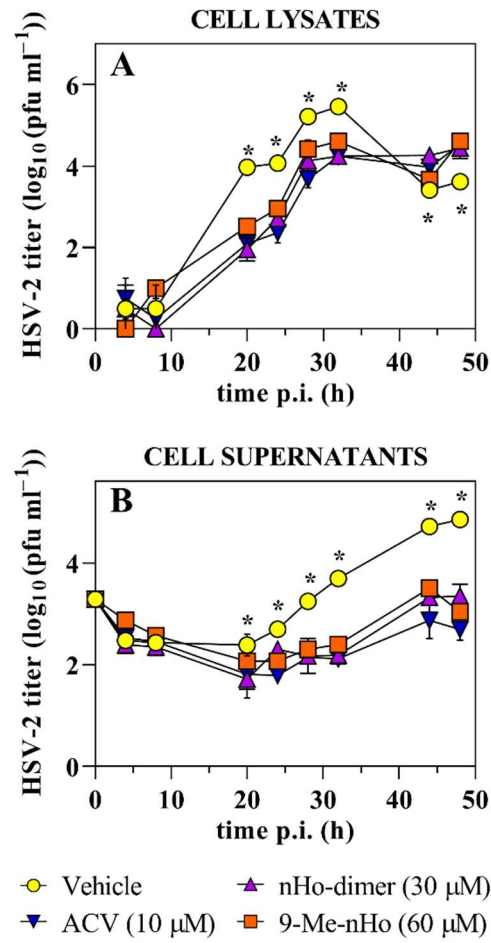 CELL LYSATES
A
HSV-2 titer (log10 (pfu ml−1))
6
4
2
0
* * * * * *
0 10 20 30 40 50
time p.i. (h)
CELL SUPERNATANTS
B
HSV-2 titer (log10 (pfu ml−1))
4
2
0
* * * * * *
0 10 20 30 40 50
time p.i. (h)
Vehicle
nHo-dimer (30 μM)
ACV (10 μM)
9-Me-nHo (60 μM)